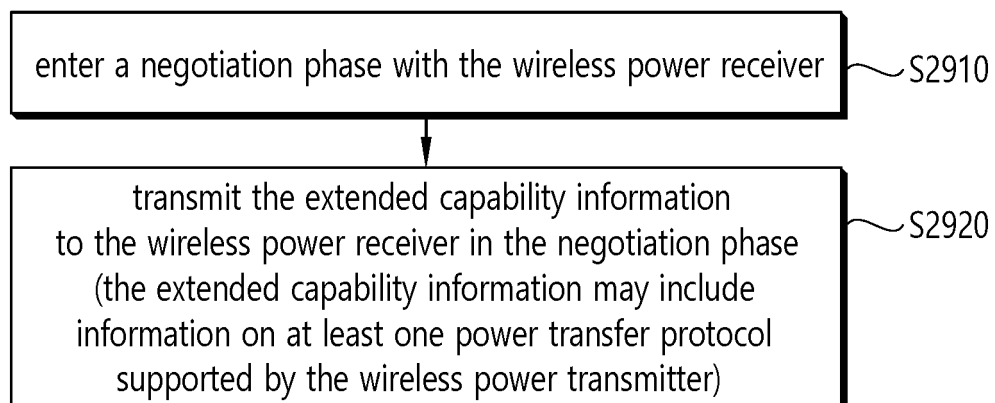 enter a negotiation phase with the wireless power receiver
S2910
transmit the extended capability information
to the wireless power receiver in the negotiation phase
(the extended capability information may include
information on at least one power transfer protocol
supported by the wireless power transmitter)
S2920